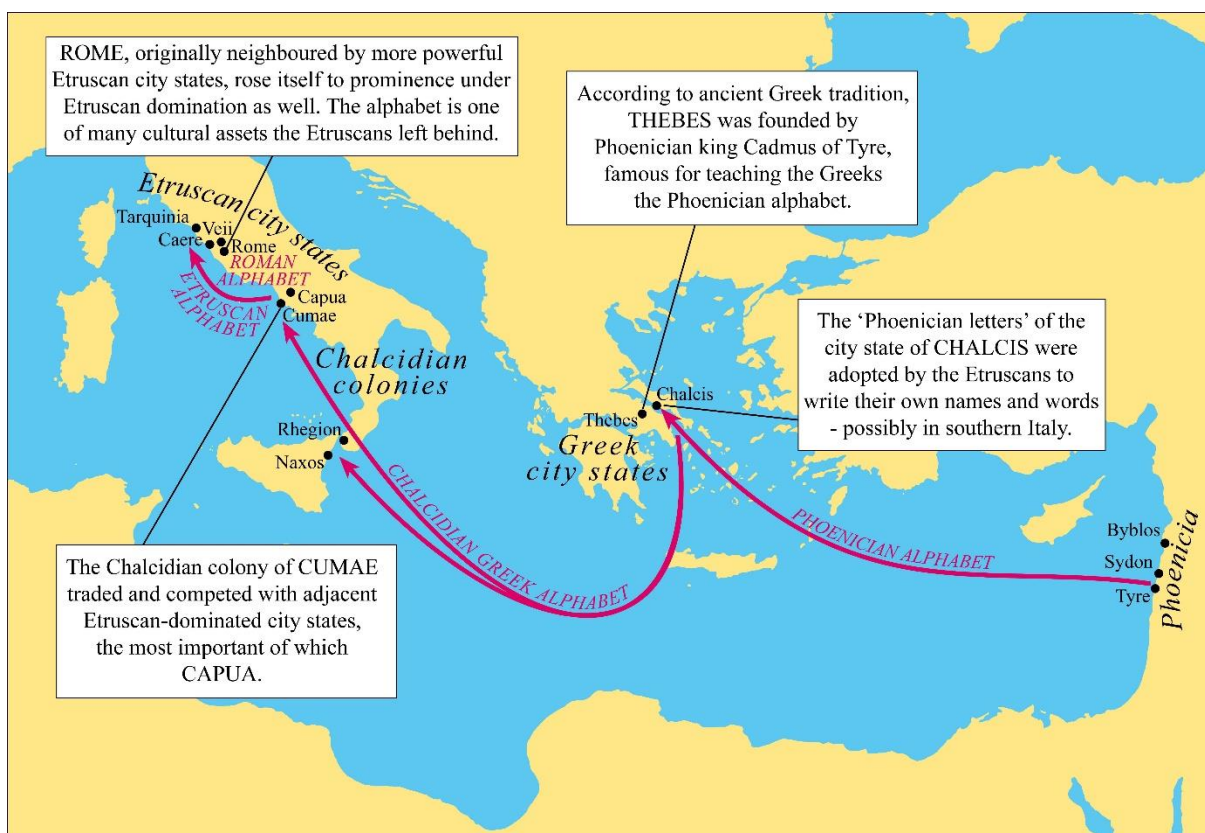 ROME, originally neighboured by more powerful
Etruscan city states, rose itself to prominence under
Etruscan domination as well. The alphabet is one
of many cultural assets the Etruscans left behind.
According to ancient Greek tradition,
THEBES was founded by
Phoenician king Cadmus of Tyre,
famous for teaching the Greeks
the Phoenician alphabet.
Etruscan city states
Tarquinia
Veii
Caere
Rome
ROMAN
ALPHABET
ETRUSCAN
ALPHABET
Capua
Cumae
Chalcidian
colonies
Rhegion
Naxos
The ‘Phoenician letters’ of the
city state of CHALCIS were
adopted by the Etruscans to
write their own names and words
- possibly in southern Italy.
Chalcis
Thebes
Greek
city states
CHALCIDIAN GREEK ALPHABET
PHOENICIAN ALPHABET
Byblos
Sydon
Tyre
Phoenicia
The Chalcidian colony of CUMAE
traded and competed with adjacent
Etruscan-dominated city states,
the most important of which
CAPUA.